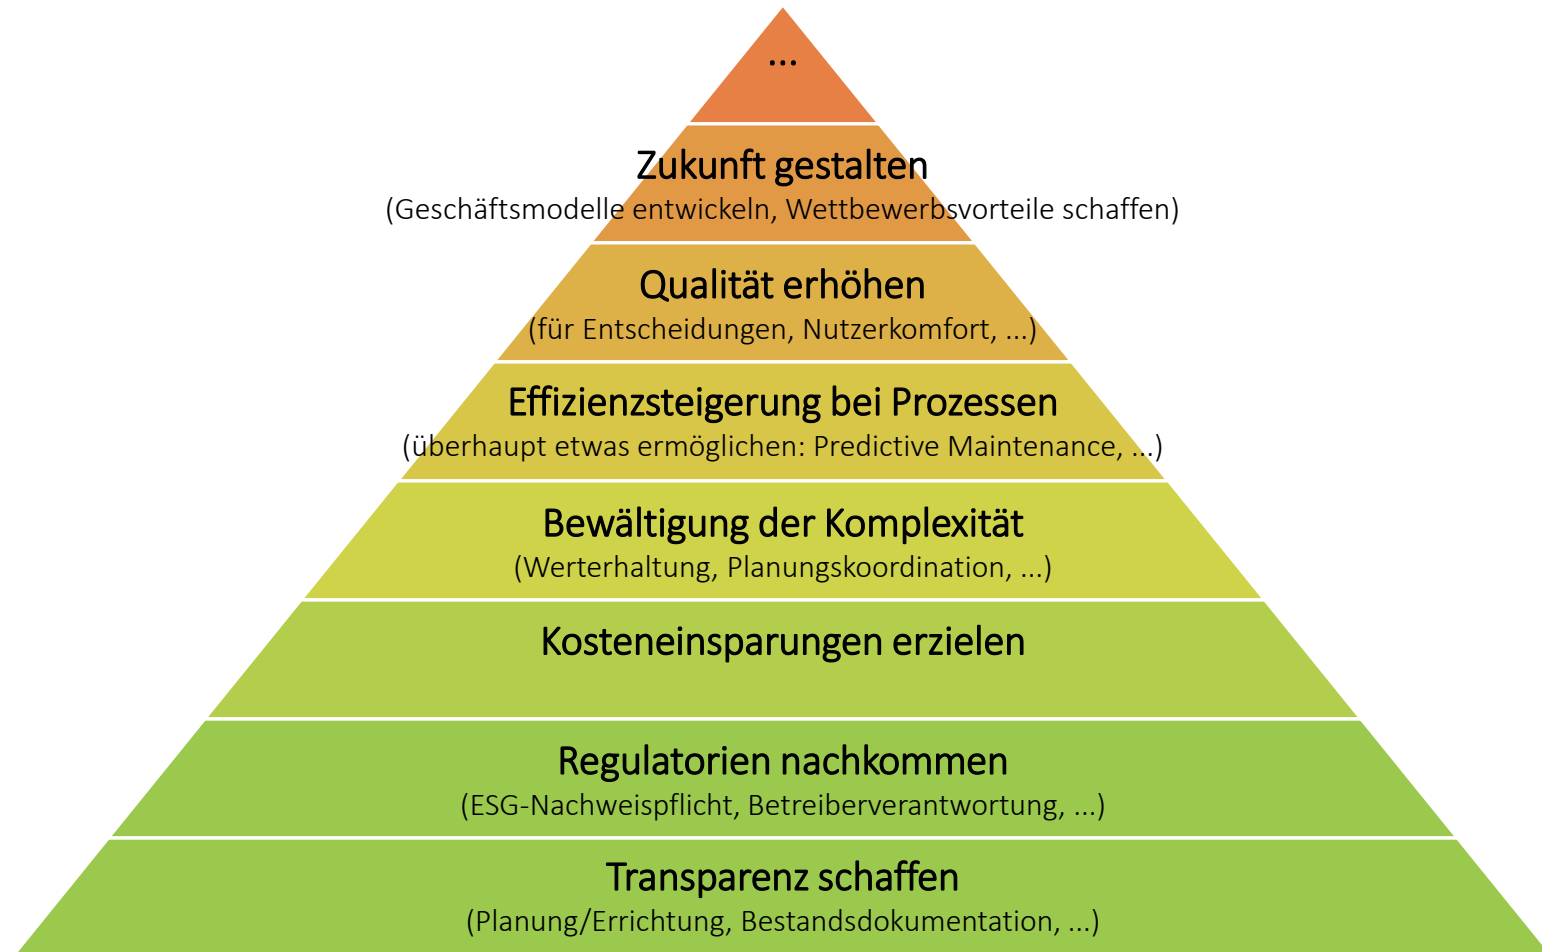 ...
Zukunft gestalten
(Geschäftsmodelle entwickeln, Wettbewerbsvorteile schaffen)
Qualität erhöhen
(für Entscheidungen, Nutzerkomfort, ...)
Effizienzsteigerung bei Prozessen
(überhaupt etwas ermöglichen: Predictive Maintenance, ...)
Bewältigung der Komplexität
(Werterhaltung, Planungskoordination, ...)
Kosteneinsparungen erzielen
Regulatorien nachkommen
(ESG-Nachweispflicht, Betreiberverantwortung, ...)
Transparenz schaffen
(Planung/Errichtung, Bestandsdokumentation, ...)